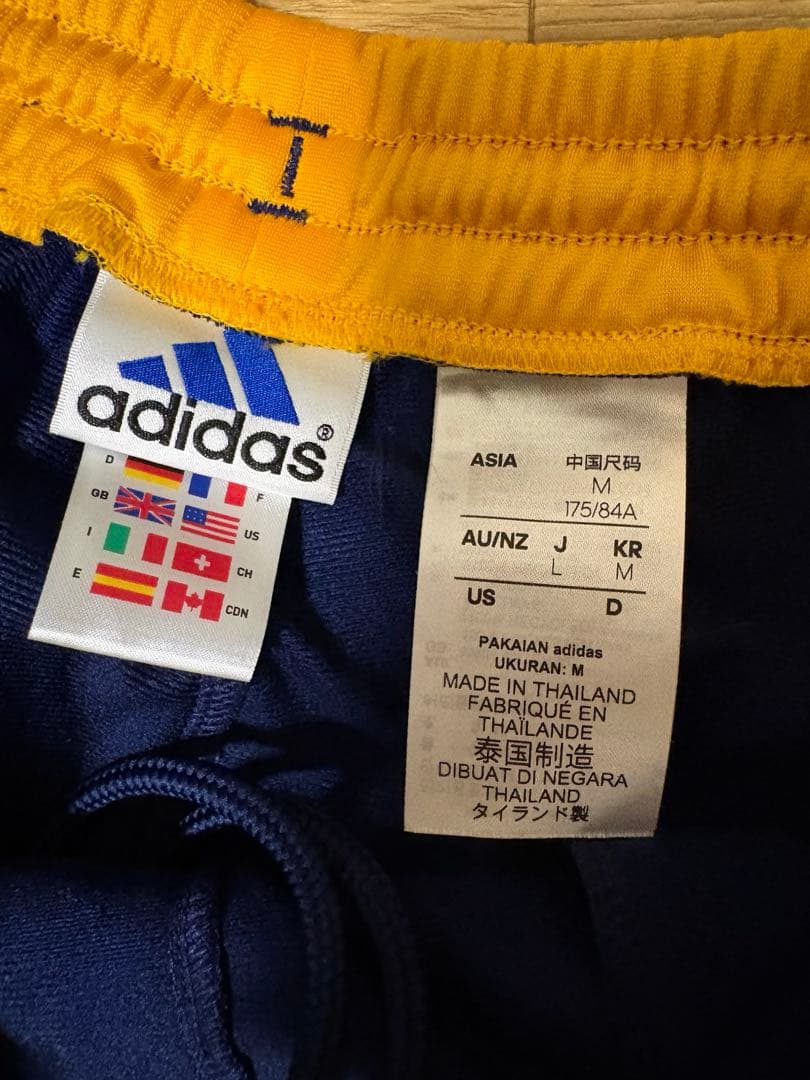 adidas®
D F
GB US
I CH
E CDN
ASIA 中国尺码
M
175/84A
AU/NZ J KR
L M
US D
PAKAIAN adidas
UKURAN: M
MADE IN THAILAND
FABRIQUÉ EN
THAÏLANDE
泰国制造
DIBUAT DI NEGARA
THAILAND
タイランド製